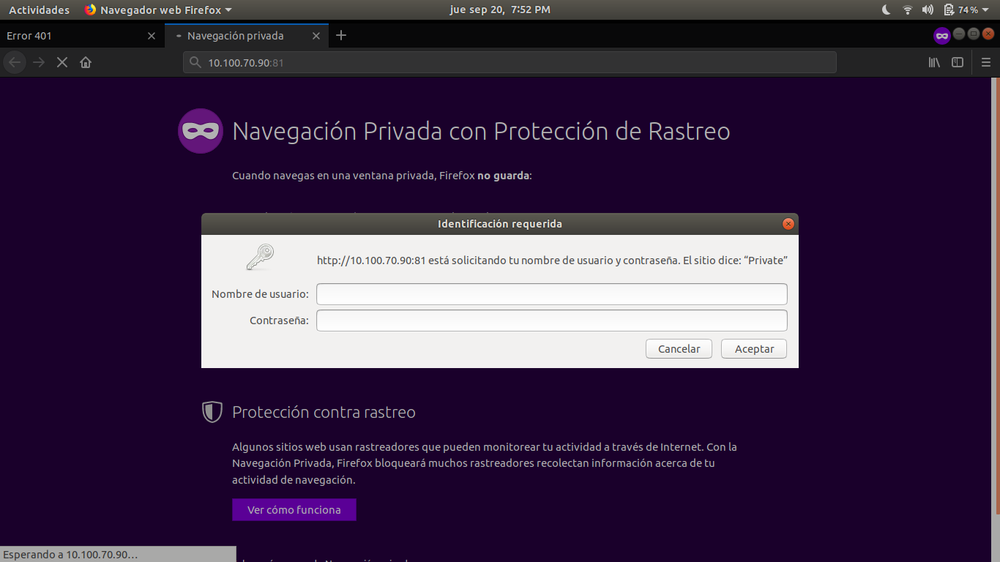 Actividades Navegador web Firefox jue sep 20, 7:52 PM 74%
Error 401 Navegación privada
10.100.70.90:81
Navegación Privada con Protección de Rastreo
Cuando navegas en una ventana privada, Firefox no guarda:
Identificación requerida
http://10.100.70.90:81 está solicitando tu nombre de usuario y contraseña. El sitio dice: “Private”
Nombre de usuario:
Contraseña:
Cancelar Aceptar
Protección contra rastreo
Algunos sitios web usan rastreadores que pueden monitorear tu actividad a través de Internet. Con la
Navegación Privada, Firefox bloqueará muchos rastreadores recolectan información acerca de tu
actividad de navegación.
Ver cómo funciona
Esperando a 10.100.70.90…